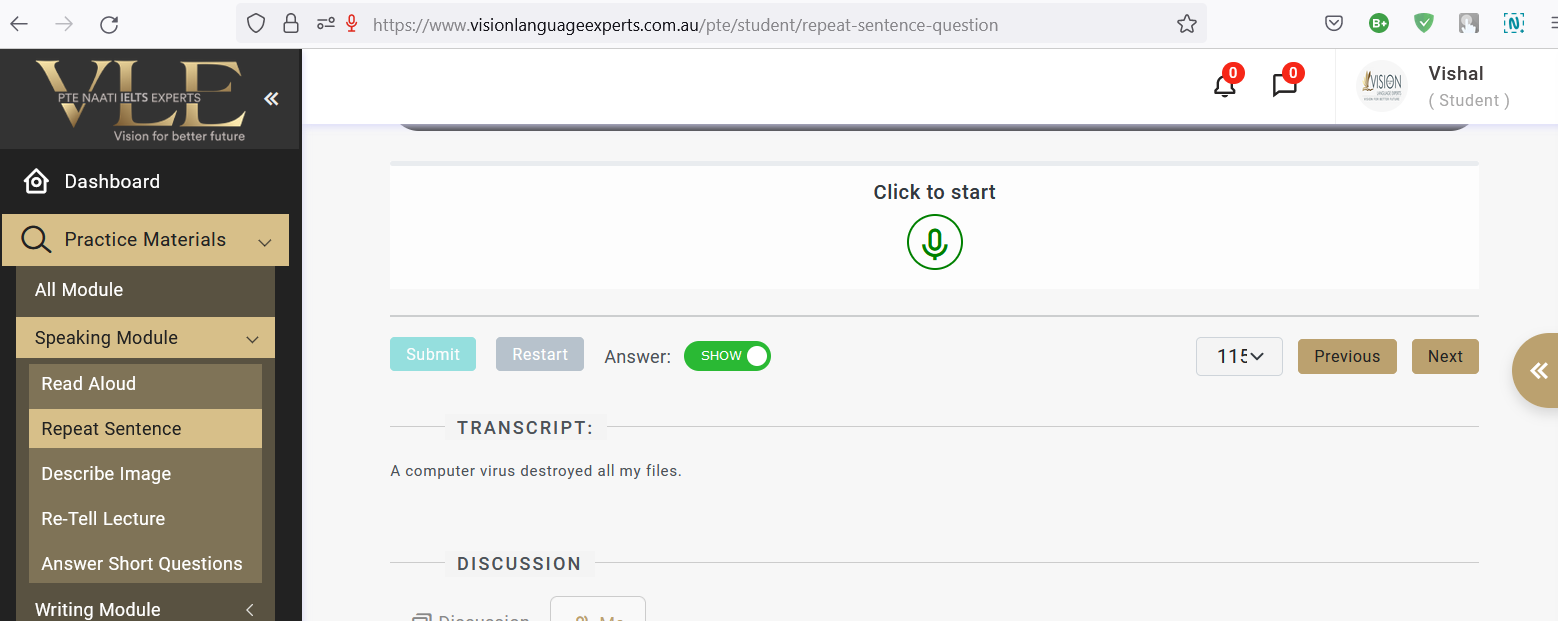 https://www.visionlanguageexperts.com.au/pte/student/repeat-sentence-question
B+
N
VLE
PTE NAATI IELTS EXPERTS
Vision for better future
0
0
VISION
Vishal
( Student )
Dashboard
Practice Materials
All Module
Speaking Module
Read Aloud
Repeat Sentence
Describe Image
Re-Tell Lecture
Answer Short Questions
Writing Module
Click to start
Submit
Restart
Answer:
SHOW
115
Previous
Next
TRANSCRIPT:
A computer virus destroyed all my files.
DISCUSSION
Discussion
Me